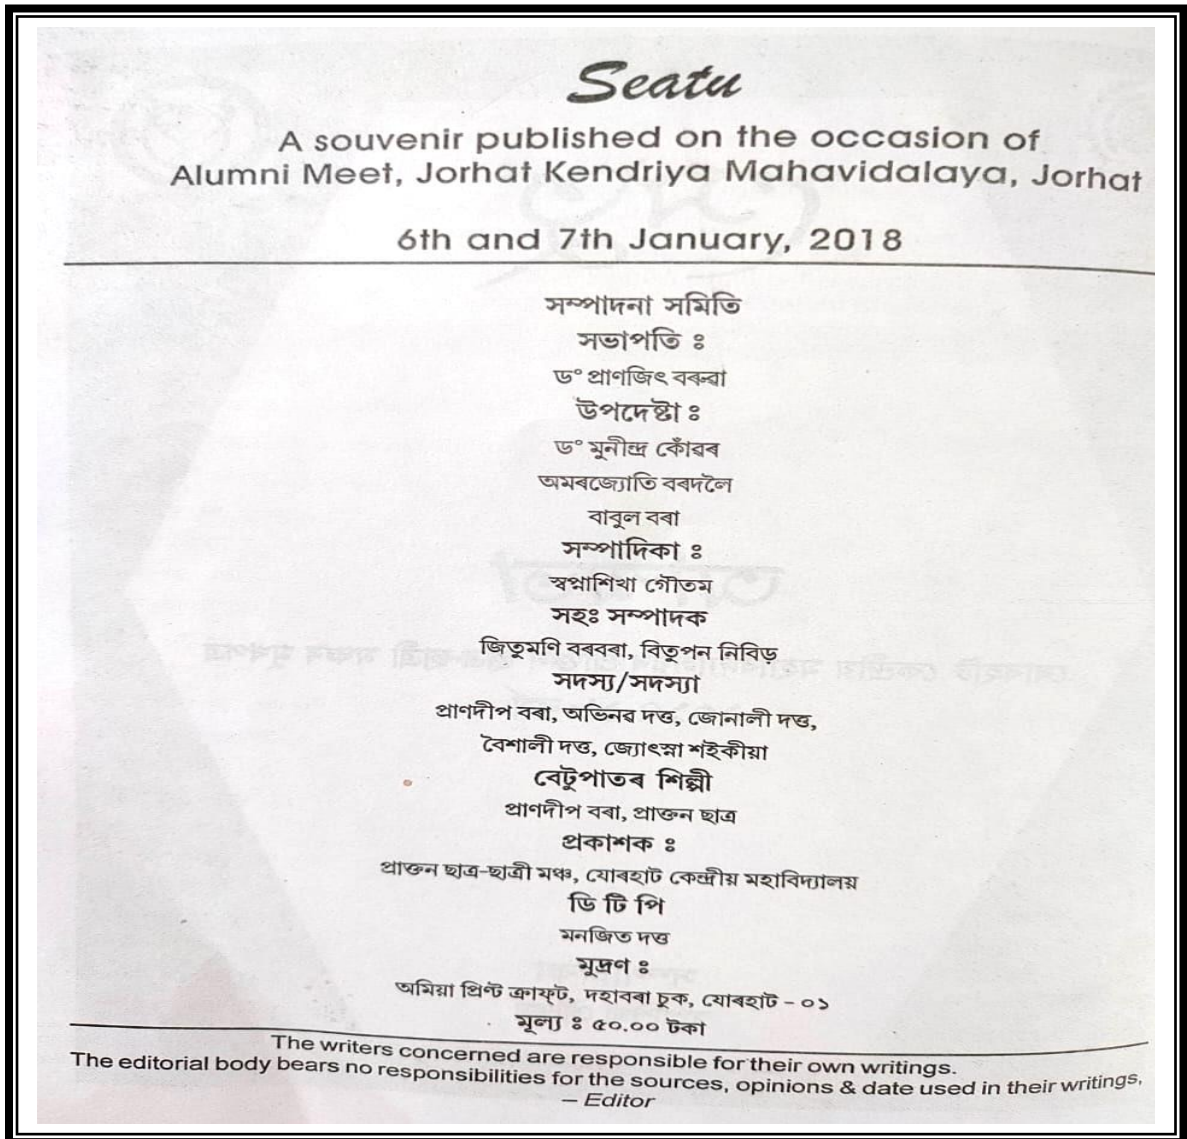 Seatu
A souvenir published on the occasion of
Alumni Meet, Jorhat Kendriya Mahavidalaya, Jorhat
6th and 7th January, 2018
সম্পাদনা সমিতি
সভাপতি ঃ
ড° প্ৰাণজিৎ বৰুৱা
উপদেষ্টা ঃ
ড° মুনীন্দ্ৰ কোঁৱৰ
অমৰজ্যোতি বৰদলৈ
বাবুল বৰা
সম্পাদিকা ঃ
স্বপ্নাশিখা গৌতম
সহঃ সম্পাদক
জিতুমণি বৰবৰা, বিতুপন নিবিড়
সদস্য/সদস্যা
প্ৰাণদীপ বৰা, অভিনৱ দত্ত, জোনালী দত্ত,
বৈশালী দত্ত, জ্যোৎস্না শইকীয়া
বেটুপাতৰ শিল্পী
প্ৰাণদীপ বৰা, প্ৰাক্তন ছাত্ৰ
প্ৰকাশক ঃ
প্ৰাক্তন ছাত্ৰ-ছাত্ৰী মঞ্চ, যোৰহাট কেন্দ্ৰীয় মহাবিদ্যালয়
ডি টি পি
মনজিত দত্ত
মুদ্ৰণ ঃ
অমিয়া প্ৰিণ্ট ক্ৰাফ্ট, দহাবৰা চুক, যোৰহাট - ০১
মূল্য ঃ ৫০.০০ টকা
The writers concerned are responsible for their own writings.
The editorial body bears no responsibilities for the sources, opinions & date used in their writings,
– Editor